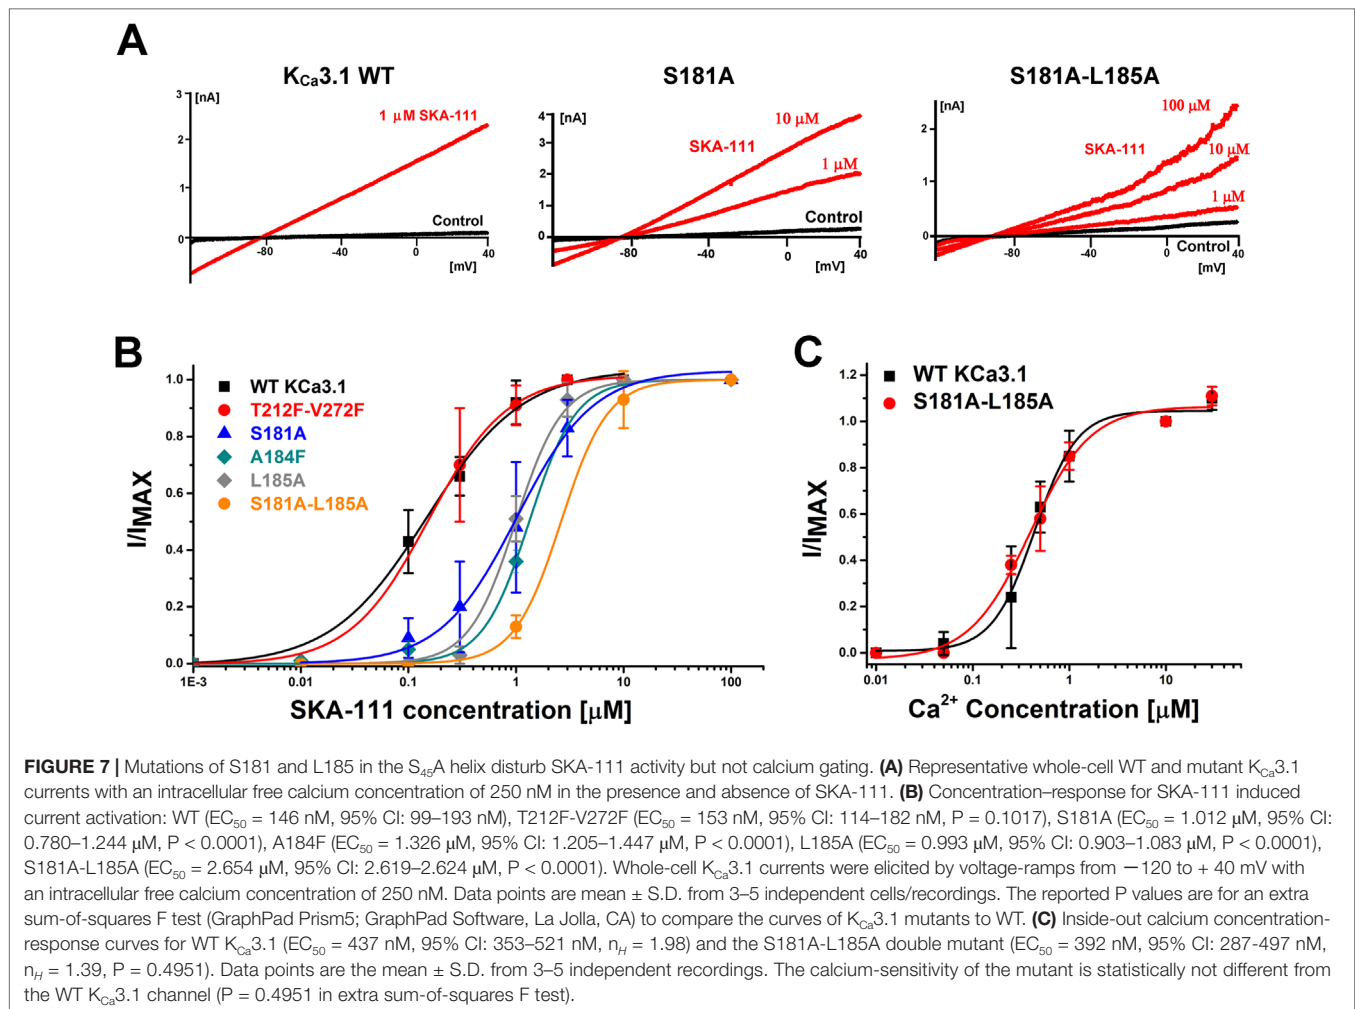 A
K_Ca3.1 WT
3
[nA]
2
1
0
1 μM SKA-111
Control
-80
-40
0
40
[mV]
S181A
4
[nA]
3
2
1
0
10 μM
SKA-111
1 μM
Control
-80
-40
0
40
[mV]
S181A-L185A
[nA]
2
1
0
100 μM
SKA-111
10 μM
1 μM
Control
-80
-40
0
40
[mV]
B
1.0
0.8
0.6
0.4
0.2
0.0
I/I_MAX
WT KCa3.1
T212F-V272F
S181A
A184F
L185A
S181A-L185A
1E-3
0.01
0.1
1
10
100
SKA-111 concentration [μM]
C
1.2
1.0
0.8
0.6
0.4
0.2
0.0
I/I_MAX
WT KCa3.1
S181A-L185A
0.01
0.1
1
10
Ca²⁺ Concentration [μM]
FIGURE 7 | Mutations of S181 and L185 in the S₄₅A helix disturb SKA-111 activity but not calcium gating. (A) Representative whole-cell WT and mutant K_Ca3.1
currents with an intracellular free calcium concentration of 250 nM in the presence and absence of SKA-111. (B) Concentration–response for SKA-111 induced
current activation: WT (EC₅₀ = 146 nM, 95% CI: 99–193 nM), T212F-V272F (EC₅₀ = 153 nM, 95% CI: 114–182 nM, P = 0.1017), S181A (EC₅₀ = 1.012 μM, 95% CI:
0.780–1.244 μM, P < 0.0001), A184F (EC₅₀ = 1.326 μM, 95% CI: 1.205–1.447 μM, P < 0.0001), L185A (EC₅₀ = 0.993 μM, 95% CI: 0.903–1.083 μM, P < 0.0001),
S181A-L185A (EC₅₀ = 2.654 μM, 95% CI: 2.619–2.624 μM, P < 0.0001). Whole-cell K_Ca3.1 currents were elicited by voltage-ramps from −120 to + 40 mV with
an intracellular free calcium concentration of 250 nM. Data points are mean ± S.D. from 3–5 independent cells/recordings. The reported P values are for an extra
sum-of-squares F test (GraphPad Prism5; GraphPad Software, La Jolla, CA) to compare the curves of K_Ca3.1 mutants to WT. (C) Inside-out calcium concentration-
response curves for WT K_Ca3.1 (EC₅₀ = 437 nM, 95% CI: 353–521 nM, n_H = 1.98) and the S181A-L185A double mutant (EC₅₀ = 392 nM, 95% CI: 287-497 nM,
n_H = 1.39, P = 0.4951). Data points are the mean ± S.D. from 3–5 independent recordings. The calcium-sensitivity of the mutant is statistically not different from
the WT K_Ca3.1 channel (P = 0.4951 in extra sum-of-squares F test).